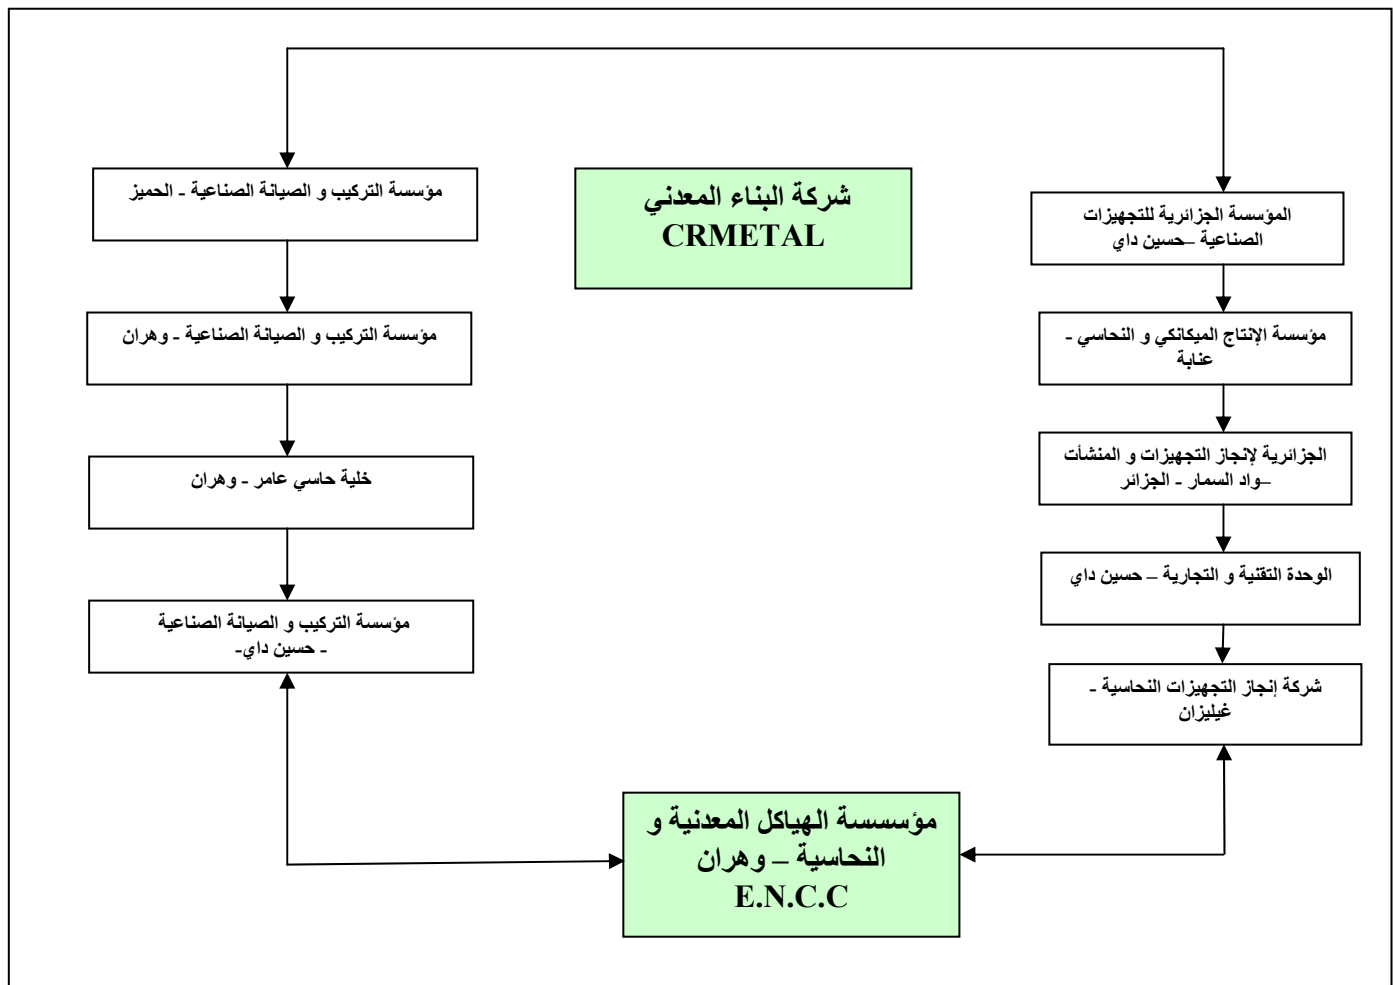 مؤسسة التركيب و الصيانة الصناعية - الحميز
شركة البناء المعدني
CRMETAL
المؤسسة الجزائرية للتجهيزات
الصناعية –حسين داي
مؤسسة التركيب و الصيانة الصناعية - وهران
مؤسسة الإنتاج الميكانكي و النحاسي -
عنابة
خلية حاسي عامر - وهران
الجزائرية لإنجاز التجهيزات و المنشأت
–واد السمار - الجزائر
الوحدة التقنية و التجارية – حسين داي
مؤسسة التركيب و الصيانة الصناعية
- حسين داي-
شركة إنجاز التجهيزات النحاسية -
غيليزان
مؤسسسة الهياكل المعدنية و
النحاسية – وهران
E.N.C.C